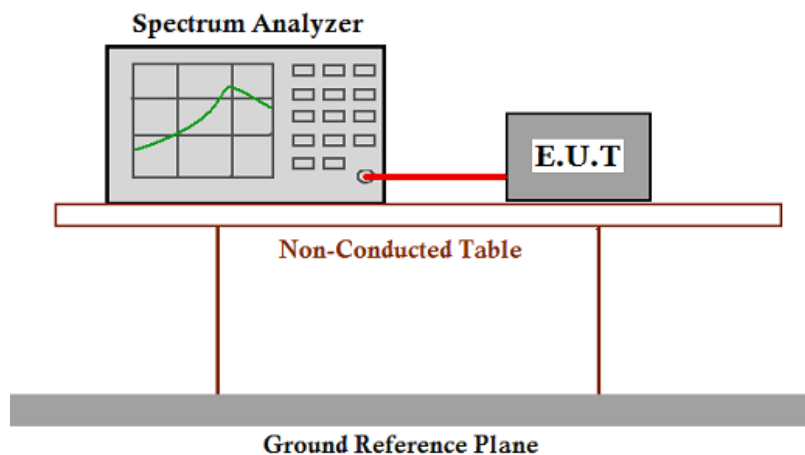 Spectrum Analyzer
E.U.T
Non-Conducted Table
Ground Reference Plane